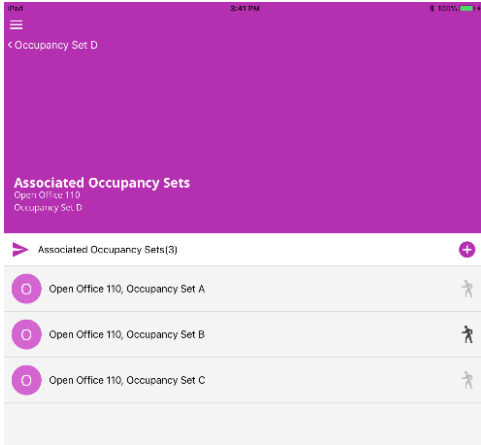 iPad 3:41 PM 100%
Occupancy Set D
Associated Occupancy Sets
Open Office 110
Occupancy Set D
Associated Occupancy Sets(3)
O Open Office 110, Occupancy Set A
O Open Office 110, Occupancy Set B
O Open Office 110, Occupancy Set C